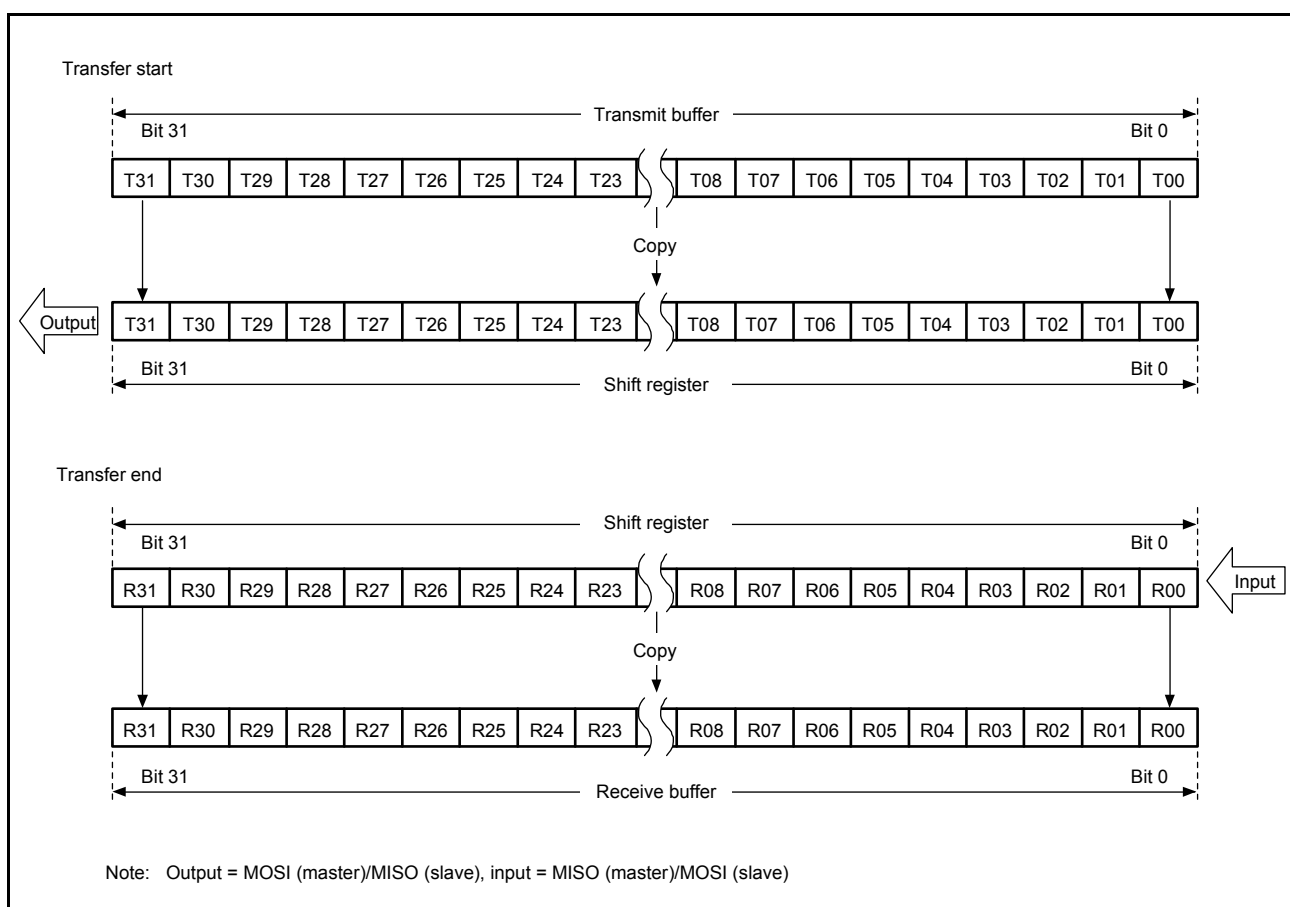 Transfer start
Transmit buffer
Bit 31 Bit 0
T31 T30 T29 T28 T27 T26 T25 T24 T23 T08 T07 T06 T05 T04 T03 T02 T01 T00
Copy
Output T31 T30 T29 T28 T27 T26 T25 T24 T23 T08 T07 T06 T05 T04 T03 T02 T01 T00
Bit 31 Bit 0
Shift register
Transfer end
Shift register
Bit 31 Bit 0
R31 R30 R29 R28 R27 R26 R25 R24 R23 R08 R07 R06 R05 R04 R03 R02 R01 R00 Input
Copy
R31 R30 R29 R28 R27 R26 R25 R24 R23 R08 R07 R06 R05 R04 R03 R02 R01 R00
Bit 31 Bit 0
Receive buffer
Note: Output = MOSI (master)/MISO (slave), input = MISO (master)/MOSI (slave)